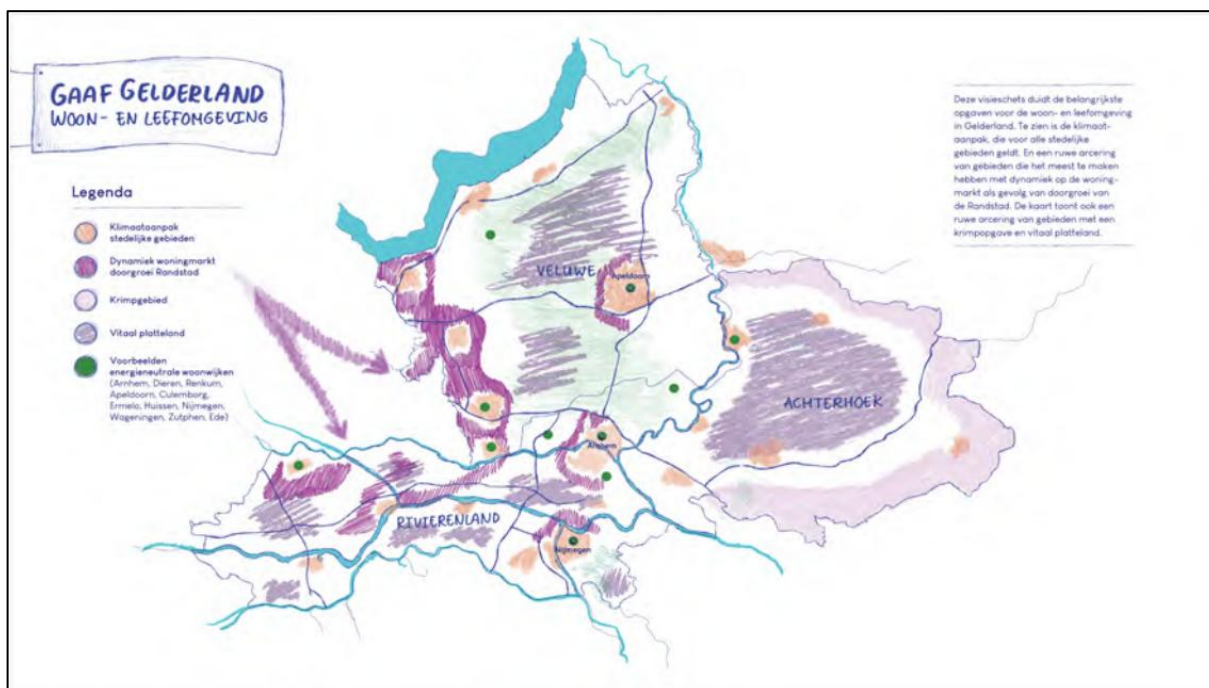 GAAF GELDERLAND
WOON- EN LEEFOMGEVING
Legenda
Klimaataanpak
stedelijke gebieden
Dynamiek woningmarkt
doorgroei Randstad
Krimpgebied
Vitaal platteland
Voorbeelden
energieneutrale woonwijken
(Arnhem, Dieren, Renkum,
Apeldoorn, Culemborg,
Ermelo, Huissen, Nijmegen,
Wageningen, Zutphen, Ede)
Deze visieschets duidt de belangrijkste
opgaven voor de woon- en leefomgeving
in Gelderland. Te zien is de klimaat-
aanpak, die voor alle stedelijke
gebieden geldt. En een ruwe arcering
van gebieden die het meest te maken
hebben met dynamiek op de woning-
markt als gevolg van doorgroei van
de Randstad. De kaart toont ook een
ruwe arcering van gebieden met een
krimpopgave en vitaal platteland.
VELUWE
Apeldoorn
ACHTERHOEK
Arnhem
RIVIERENLAND
Nijmegen